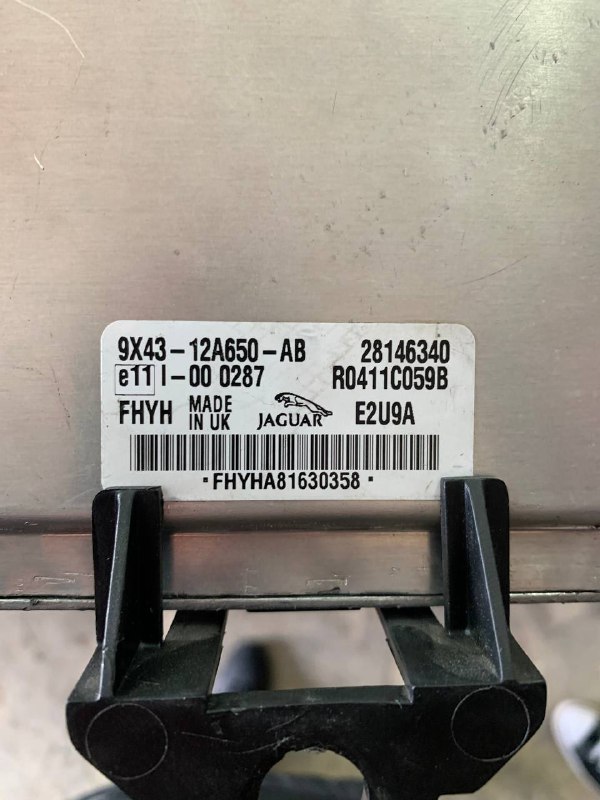 9X43-12A650-AB 28146340
e11 I-00 0287 R0411C059B
FHYH MADE IN UK JAGUAR E2U9A
·FHYHA81630358·